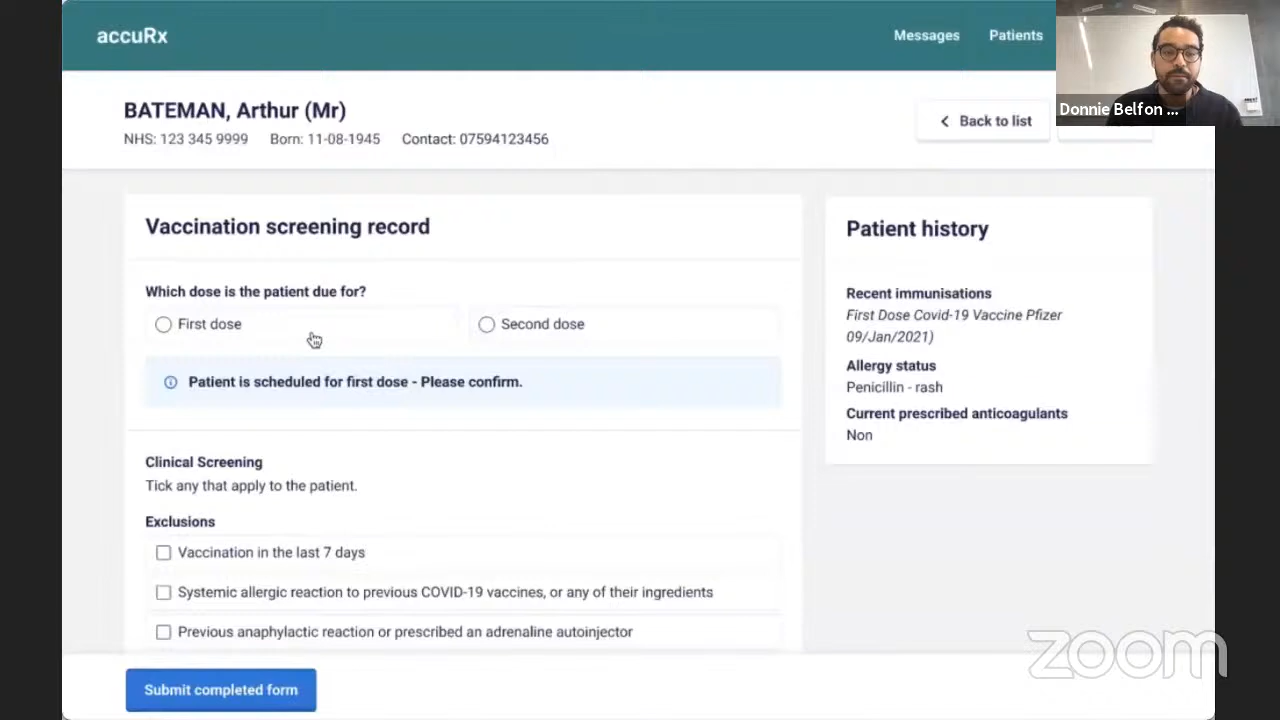 accuRx
Messages
Patients
Donnie Belfon ...
BATEMAN, Arthur (Mr)
NHS: 123 345 9999
Born: 11-08-1945
Contact: 07594123456
Back to list
Vaccination screening record
Which dose is the patient due for?
First dose
Second dose
Patient is scheduled for first dose - Please confirm.
Clinical Screening
Tick any that apply to the patient.
Exclusions
Vaccination in the last 7 days
Systemic allergic reaction to previous COVID-19 vaccines, or any of their ingredients
Previous anaphylactic reaction or prescribed an adrenaline autoinjector
Submit completed form
Patient history
Recent immunisations
First Dose Covid-19 Vaccine Pfizer
09/Jan/2021)
Allergy status
Penicillin - rash
Current prescribed anticoagulants
Non
zoom